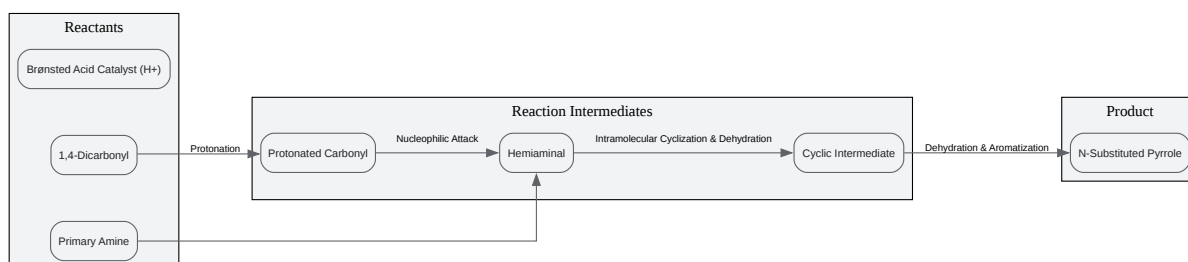 Reactants
Brønsted Acid Catalyst (H+)
1,4-Dicarbonyl
Primary Amine
Protonation
Reaction Intermediates
Protonated Carbonyl
Nucleophilic Attack
Hemiaminal
Intramolecular Cyclization & Dehydration
Cyclic Intermediate
Dehydration & Aromatization
Product
N-Substituted Pyrrole